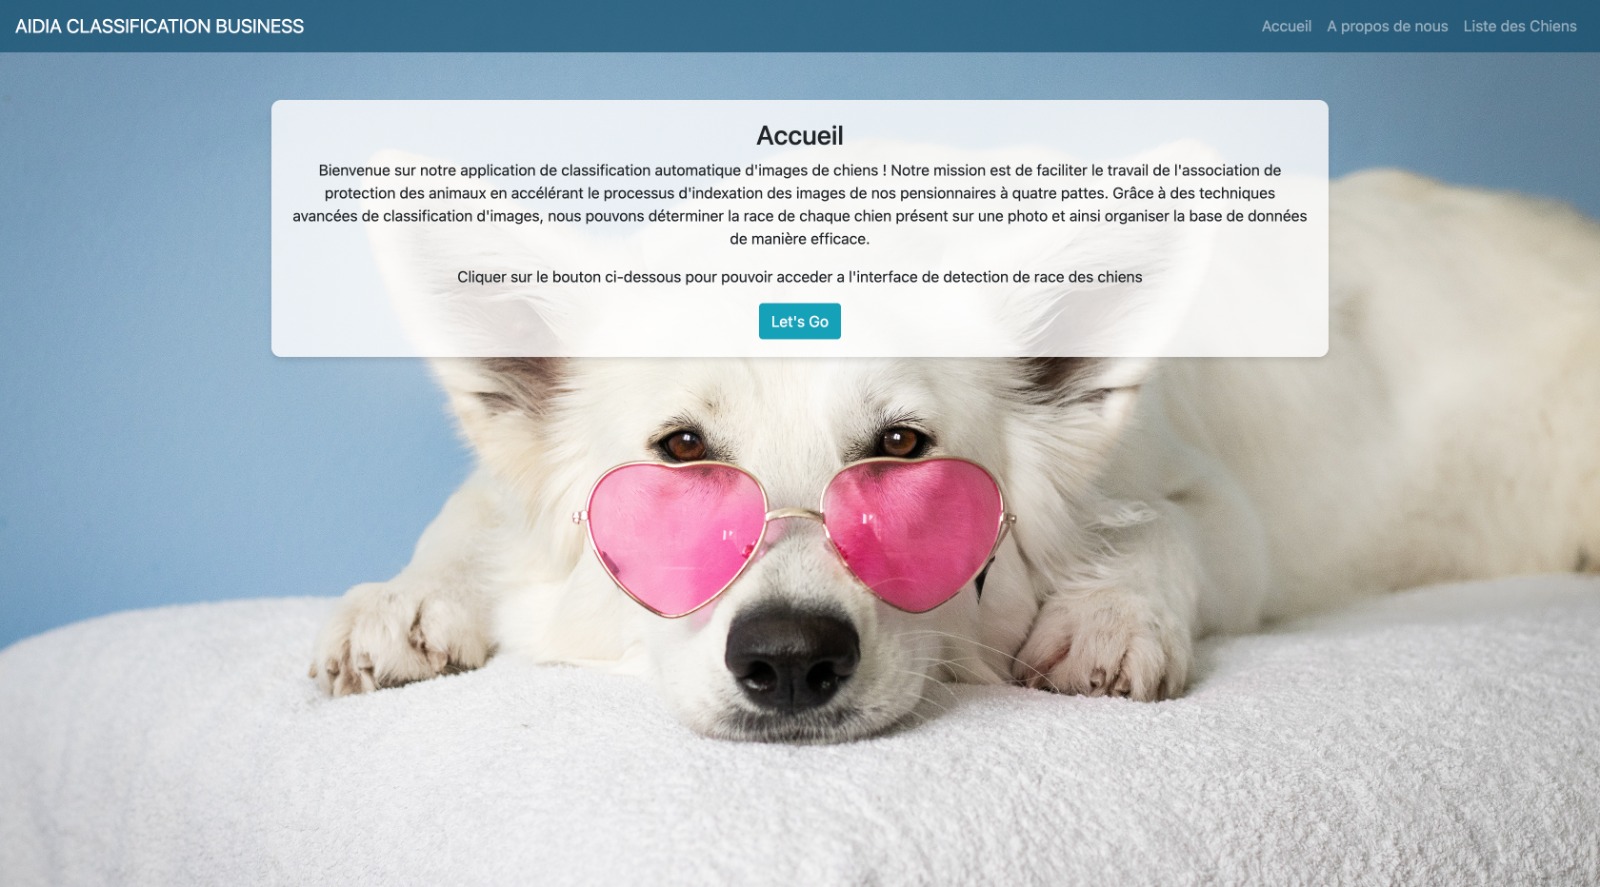 AIDIA CLASSIFICATION BUSINESS
Accueil
A propos de nous
Liste des Chiens
Accueil
Bienvenue sur notre application de classification automatique d'images de chiens ! Notre mission est de faciliter le travail de l'association de
protection des animaux en accélérant le processus d'indexation des images de nos pensionnaires à quatre pattes. Grâce à des techniques
avancées de classification d'images, nous pouvons déterminer la race de chaque chien présent sur une photo et ainsi organiser la base de données
de manière efficace.
Cliquer sur le bouton ci-dessous pour pouvoir acceder a l'interface de detection de race des chiens
Let's Go